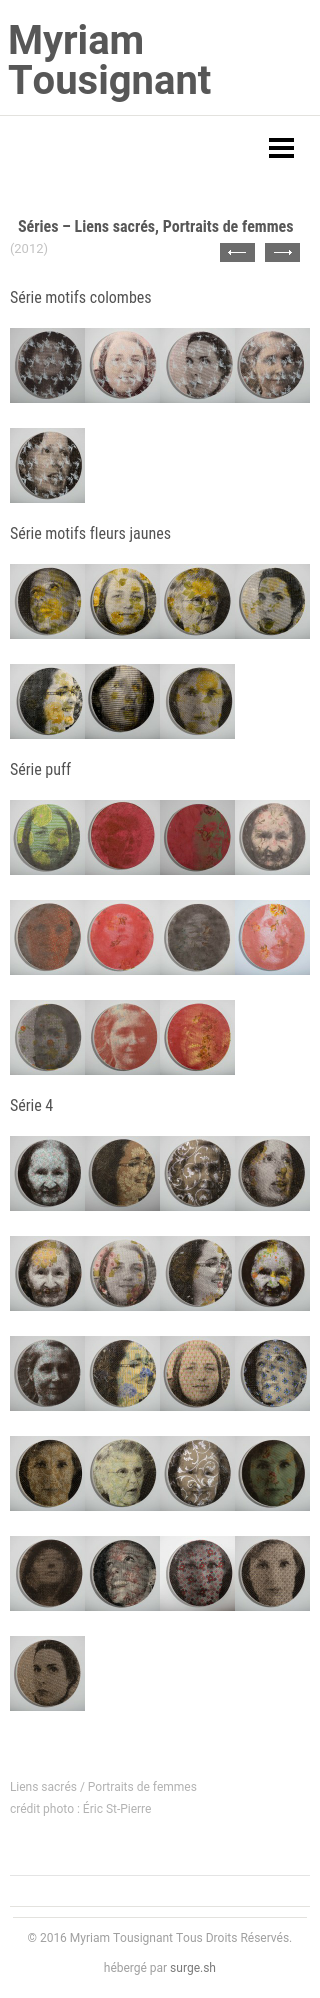 Myriam
Tousignant
Séries – Liens sacrés, Portraits de femmes
(2012)
Série motifs colombes
Série motifs fleurs jaunes
Série puff
Série 4
Liens sacrés / Portraits de femmes
crédit photo : Éric St-Pierre
© 2016 Myriam Tousignant Tous Droits Réservés.
hébergé par surge.sh